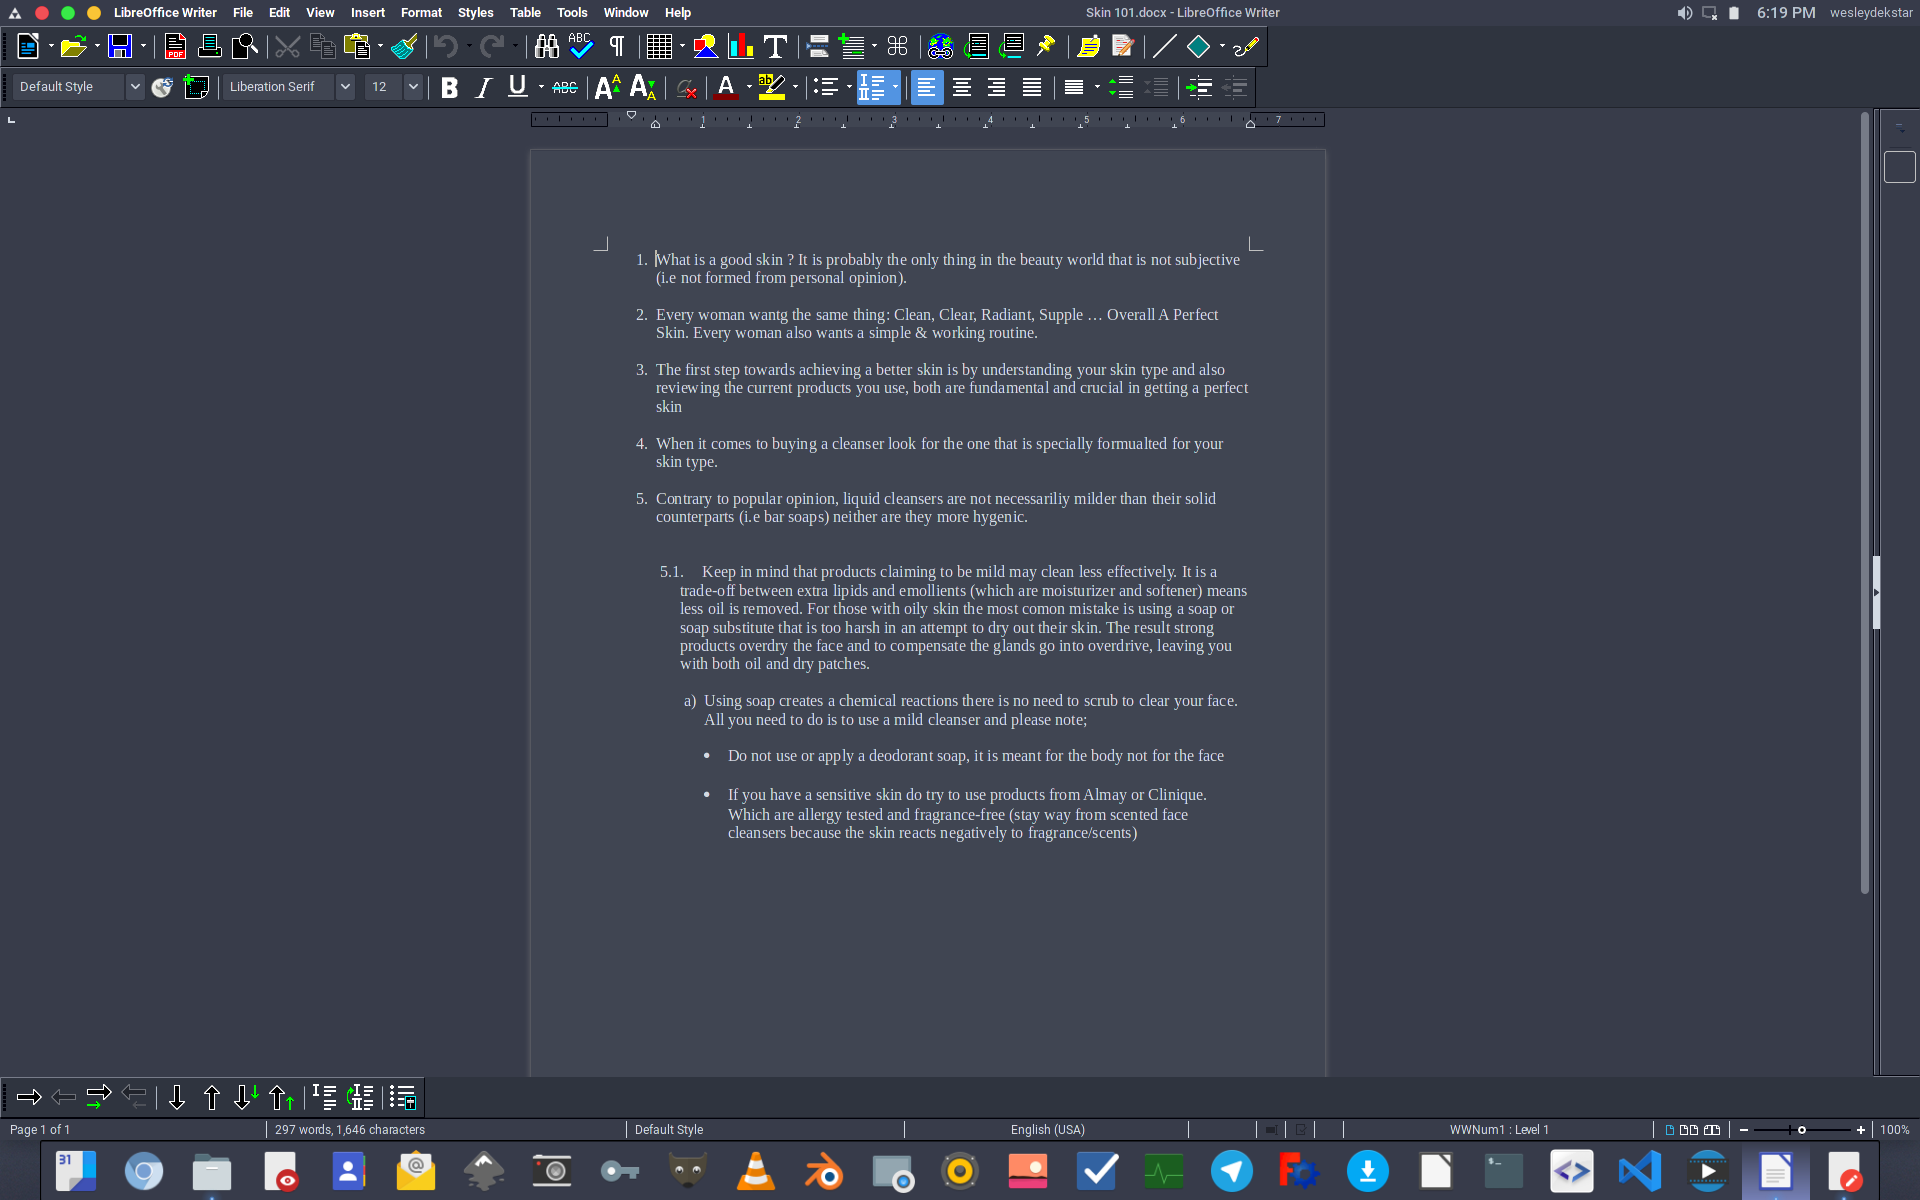 LibreOffice Writer File Edit View Insert Format Styles Table Tools Window Help Skin 101.docx - LibreOffice Writer 6:19 PM wesleydekstar
Default Style Liberation Serif 12
1 2 3 4 5 6 7
1. What is a good skin ? It is probably the only thing in the beauty world that is not subjective
(i.e not formed from personal opinion).
2. Every woman wantg the same thing: Clean, Clear, Radiant, Supple … Overall A Perfect
Skin. Every woman also wants a simple & working routine.
3. The first step towards achieving a better skin is by understanding your skin type and also
reviewing the current products you use, both are fundamental and crucial in getting a perfect
skin
4. When it comes to buying a cleanser look for the one that is specially formualted for your
skin type.
5. Contrary to popular opinion, liquid cleansers are not necessariliy milder than their solid
counterparts (i.e bar soaps) neither are they more hygenic.
5.1. Keep in mind that products claiming to be mild may clean less effectively. It is a
trade-off between extra lipids and emollients (which are moisturizer and softener) means
less oil is removed. For those with oily skin the most comon mistake is using a soap or
soap substitute that is too harsh in an attempt to dry out their skin. The result strong
products overdry the face and to compensate the glands go into overdrive, leaving you
with both oil and dry patches.
a) Using soap creates a chemical reactions there is no need to scrub to clear your face.
All you need to do is to use a mild cleanser and please note;
• Do not use or apply a deodorant soap, it is meant for the body not for the face
• If you have a sensitive skin do try to use products from Almay or Clinique.
Which are allergy tested and fragrance-free (stay way from scented face
cleansers because the skin reacts negatively to fragrance/scents)
Page 1 of 1 297 words, 1,646 characters Default Style English (USA) WWNum1 : Level 1 100%
31